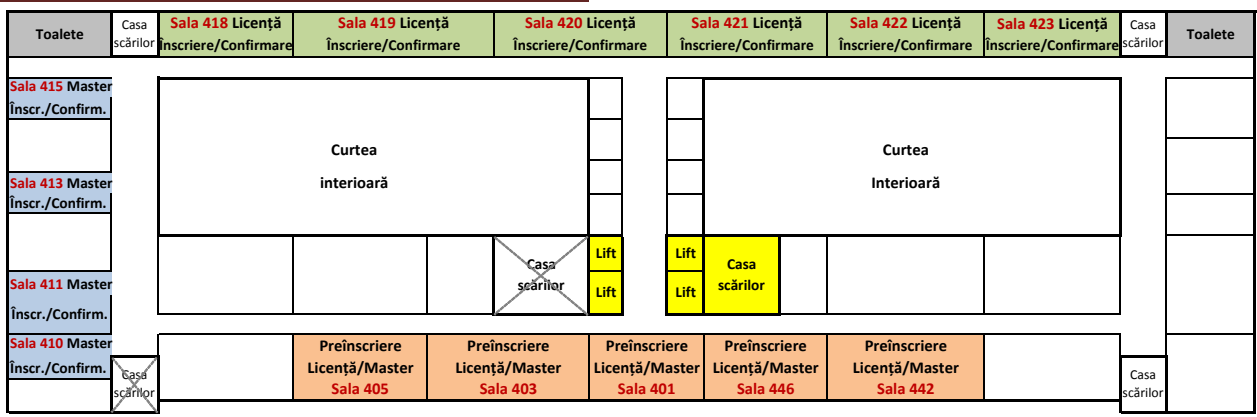 Toalete
Casa
scărilor
Sala 418 Licență
Înscriere/Confirmare
Sala 419 Licență
Înscriere/Confirmare
Sala 420 Licență
Înscriere/Confirmare
Sala 421 Licență
Înscriere/Confirmare
Sala 422 Licență
Înscriere/Confirmare
Sala 423 Licență
Înscriere/Confirmare
Casa
scărilor
Toalete
Sala 415 Master
Înscr./Confirm.
Curtea
interioară
Curtea
Interioară
Sala 413 Master
Înscr./Confirm.
Casa
scărilor
Lift
Lift
Lift
Lift
Casa
scărilor
Sala 411 Master
Înscr./Confirm.
Sala 410 Master
Înscr./Confirm.
Casa
scărilor
Preînscriere
Licență/Master
Sala 405
Preînscriere
Licență/Master
Sala 403
Preînscriere
Licență/Master
Sala 401
Preînscriere
Licență/Master
Sala 446
Preînscriere
Licență/Master
Sala 442
Casa
scărilor